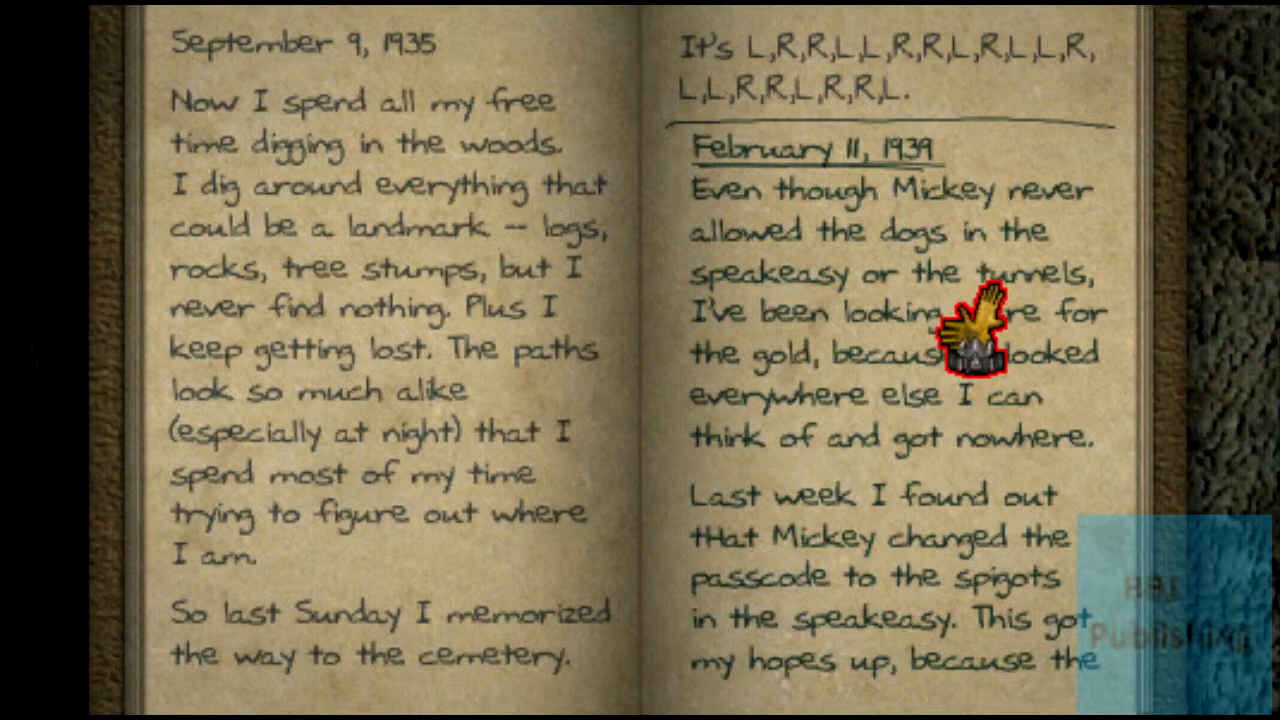 September 9, 1935
Now I spend all my free
time digging in the woods.
I dig around everything that
could be a landmark -- logs,
rocks, tree stumps, but I
never find nothing. Plus I
keep getting lost. The paths
look so much alike
(especially at night) that I
spend most of my time
trying to figure out where
I am.
So last Sunday I memorized
the way to the cemetery.
It's L,R,R,L,L,R,R,L,R,L,L,R,
L,L,R,R,L,R,R,L.
February 11, 1939
Even though Mickey never
allowed the dogs in the
speakeasy or the tunnels,
I've been looking re for
the gold, becaus looked
everywhere else I can
think of and got nowhere.
Last week I found out
tHat Mickey changed the
passcode to the spigots
in the speakeasy. This got
my hopes up, because the
Publishing